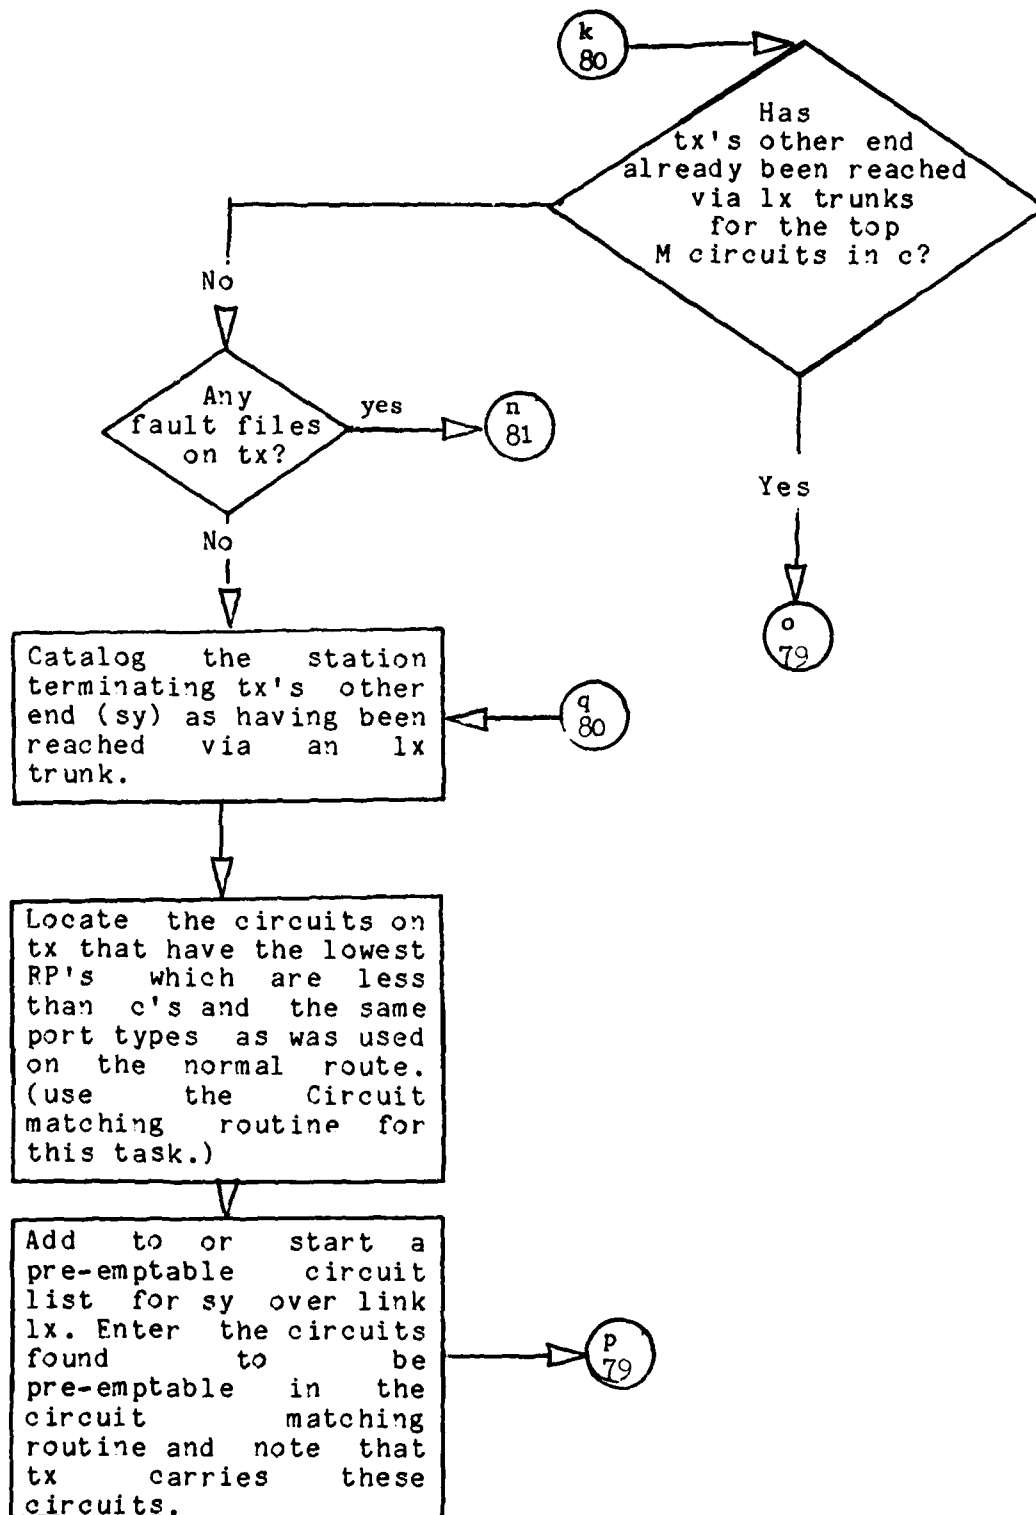 k
80
Has
tx's other end
already been reached
via lx trunks
for the top
M circuits in c?
No
Any
fault files
on tx?
yes
n
81
Yes
No
o
79
Catalog the station
terminating tx's other
end (sy) as having been
reached via an lx
trunk.
q
80
Locate the circuits on
tx that have the lowest
RP's which are less
than c's and the same
port types as was used
on the normal route.
(use the Circuit
matching routine for
this task.)
Add to or start a
pre-emptable circuit
list for sy over link
lx. Enter the circuits
found to be
pre-emptable in the
circuit matching
routine and note that
tx carries these
circuits.
p
79